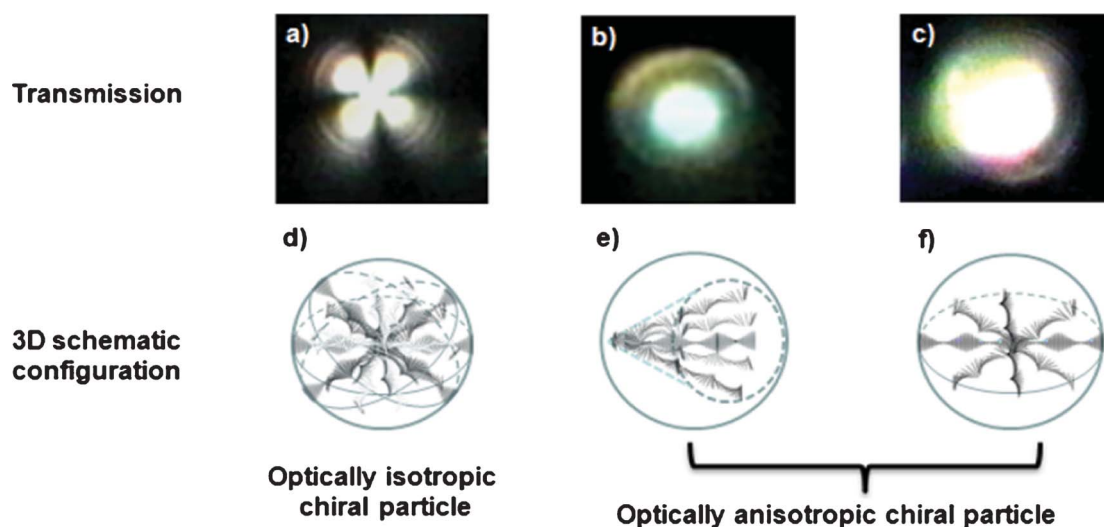 a)
b)
c)
Transmission
d)
e)
f)
3D schematic
configuration
Optically isotropic
chiral particle
Optically anisotropic chiral particle